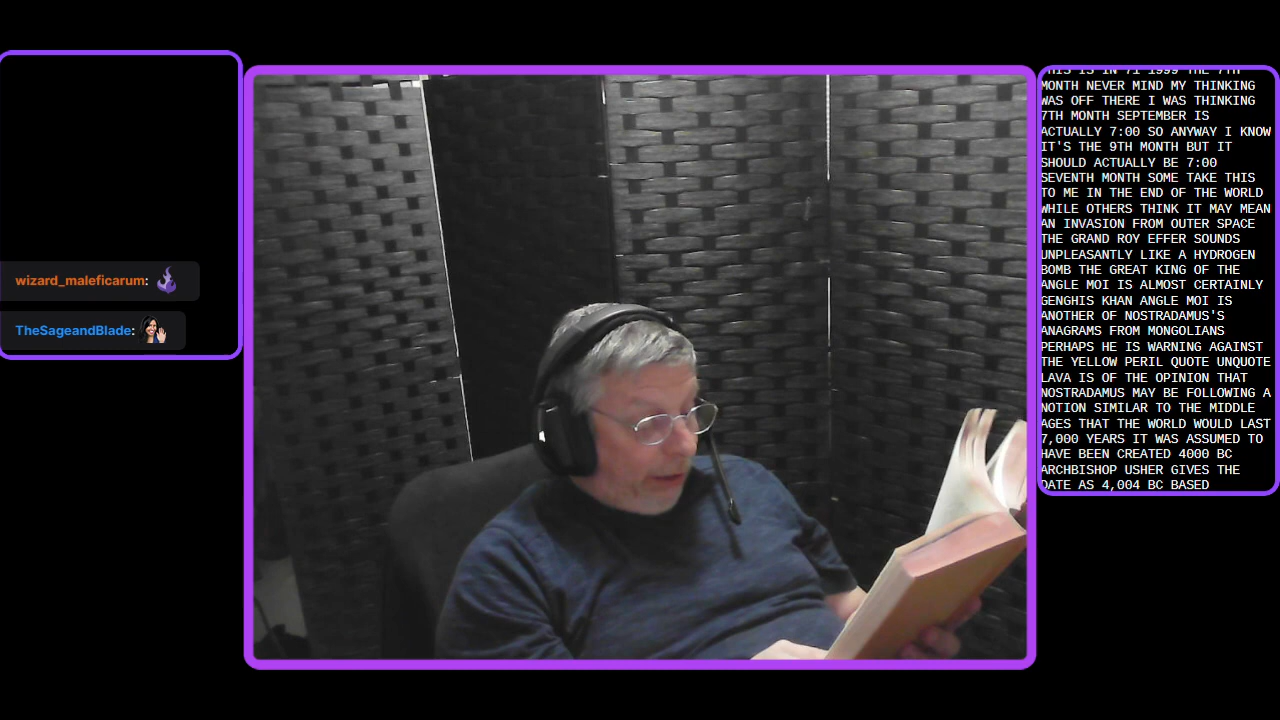 wizard_maleficarum:
TheSageandBlade:
THIS IS IN 71 1999 THE 7TH
MONTH NEVER MIND MY THINKING
WAS OFF THERE I WAS THINKING
7TH MONTH SEPTEMBER IS
ACTUALLY 7:00 SO ANYWAY I KNOW
IT'S THE 9TH MONTH BUT IT
SHOULD ACTUALLY BE 7:00
SEVENTH MONTH SOME TAKE THIS
TO ME IN THE END OF THE WORLD
WHILE OTHERS THINK IT MAY MEAN
AN INVASION FROM OUTER SPACE
THE GRAND ROY EFFER SOUNDS
UNPLEASANTLY LIKE A HYDROGEN
BOMB THE GREAT KING OF THE
ANGLE MOI IS ALMOST CERTAINLY
GENGHIS KHAN ANGLE MOI IS
ANOTHER OF NOSTRADAMUS'S
ANAGRAMS FROM MONGOLIANS
PERHAPS HE IS WARNING AGAINST
THE YELLOW PERIL QUOTE UNQUOTE
LAVA IS OF THE OPINION THAT
NOSTRADAMUS MAY BE FOLLOWING A
NOTION SIMILAR TO THE MIDDLE
AGES THAT THE WORLD WOULD LAST
7,000 YEARS IT WAS ASSUMED TO
HAVE BEEN CREATED 4000 BC
ARCHBISHOP USHER GIVES THE
DATE AS 4,004 BC BASED